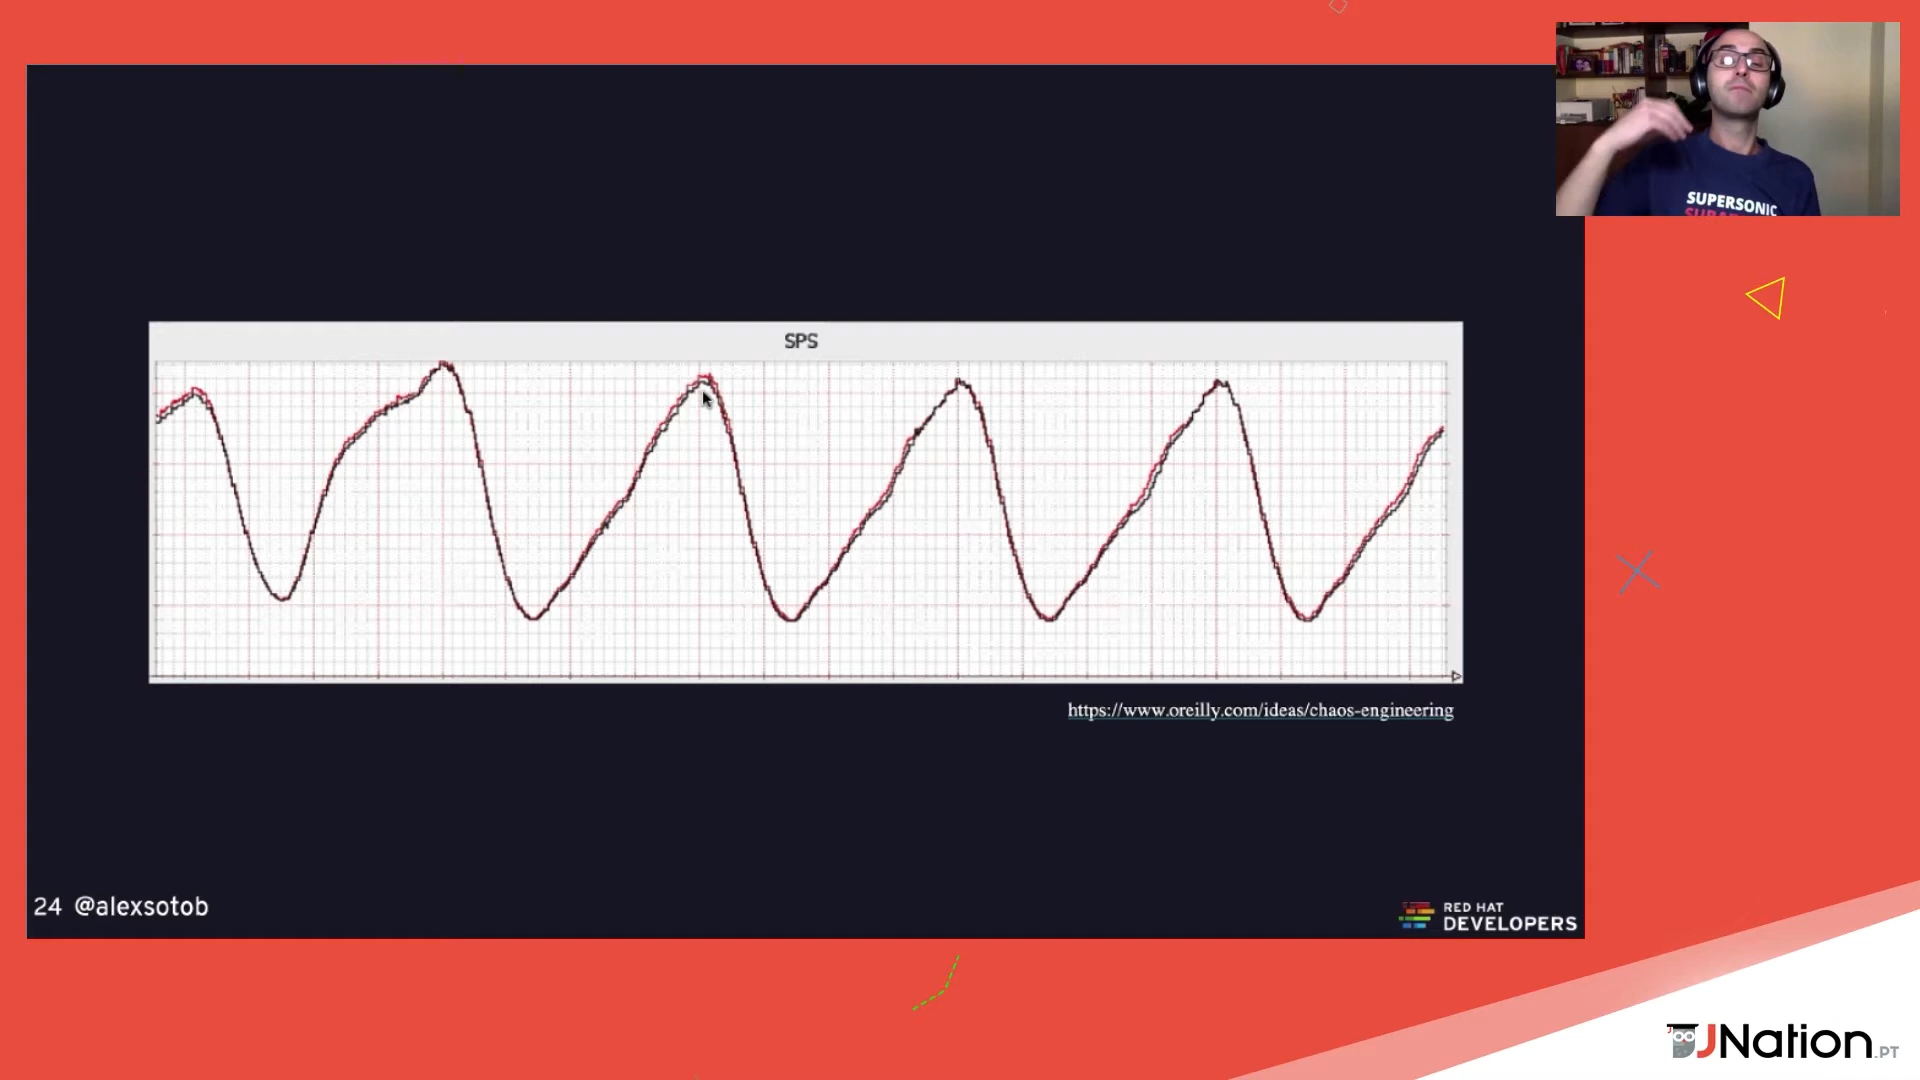 SPS
https://www.oreilly.com/ideas/chaos-engineering
24 @alexsotob
RED HAT
DEVELOPERS
SUPERSONIC
JNation.PT